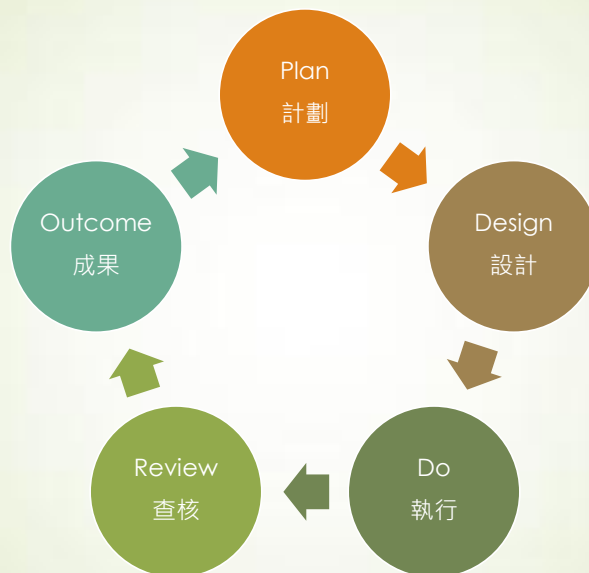 Plan
計劃
Design
設計
Do
執行
Review
查核
Outcome
成果